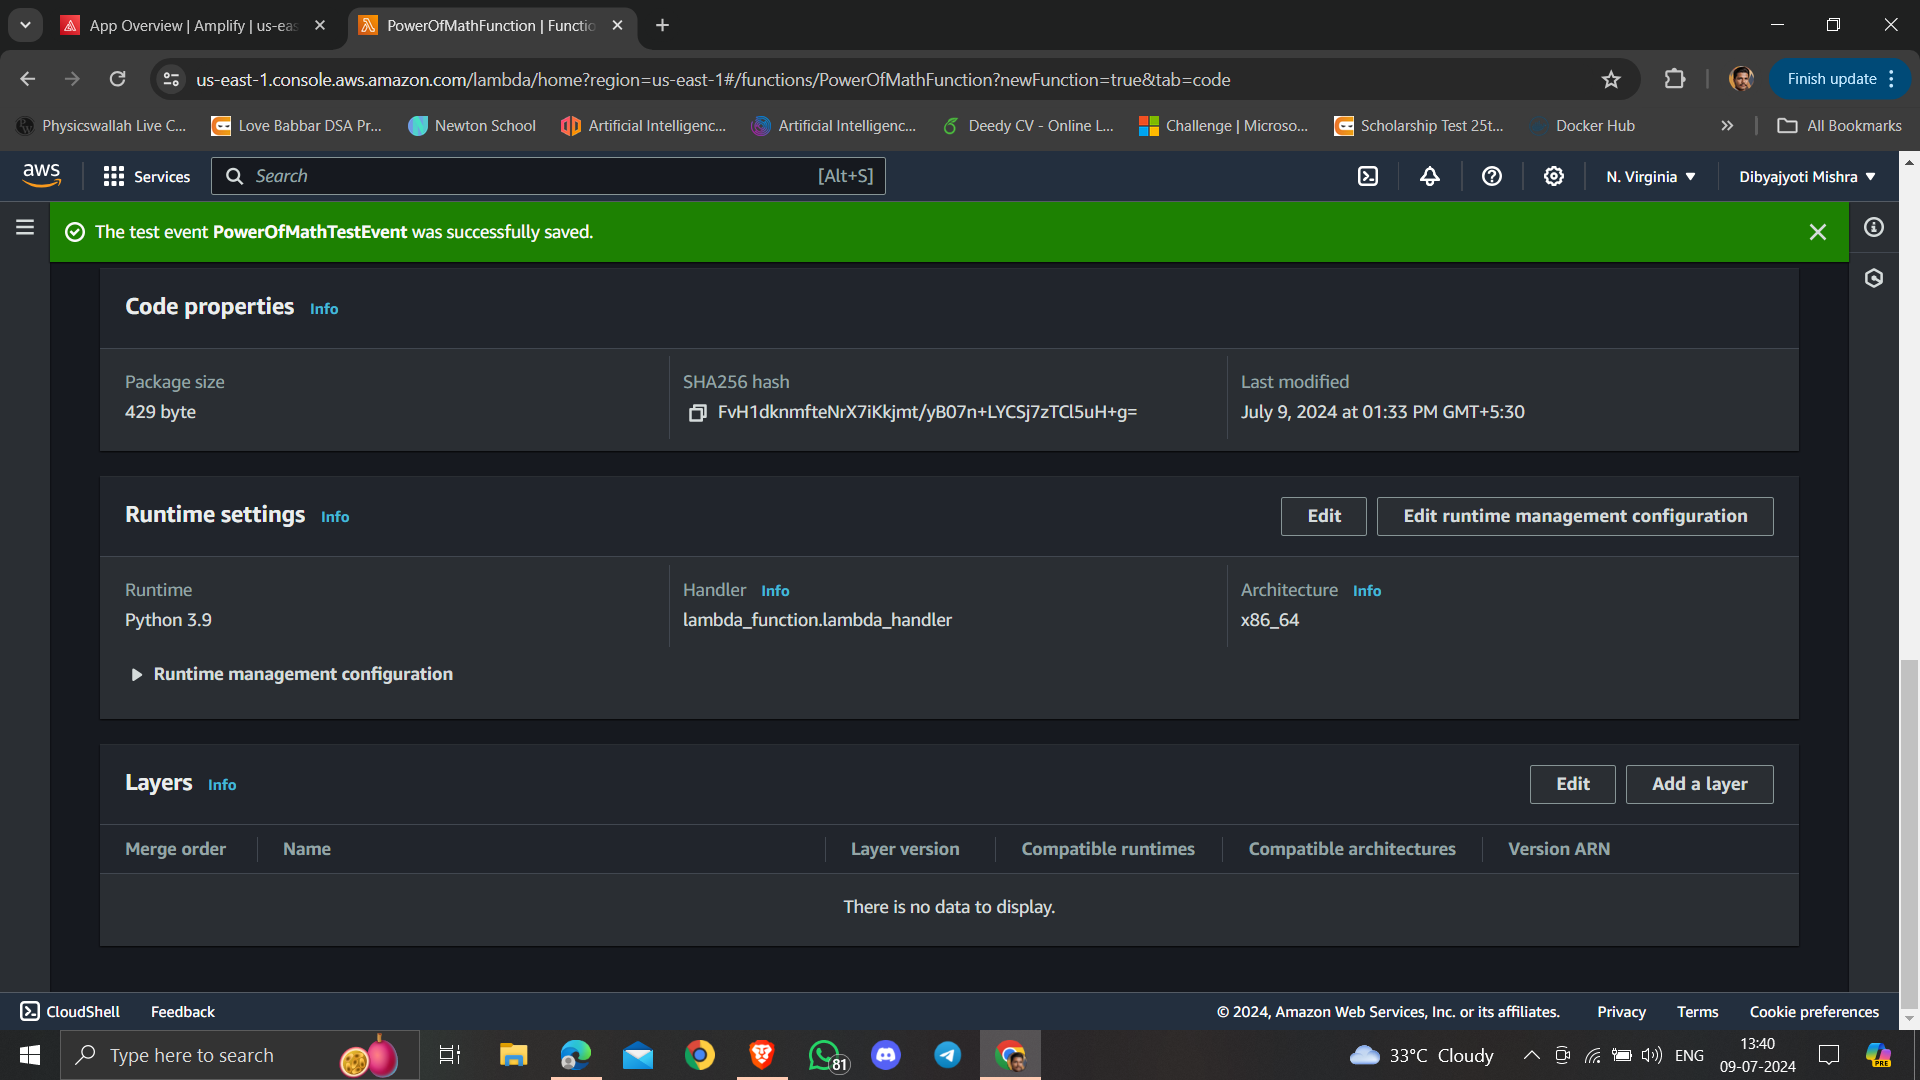 App Overview | Amplify | us-eas
PowerOfMathFunction | Functio
us-east-1.console.aws.amazon.com/lambda/home?region=us-east-1#/functions/PowerOfMathFunction?newFunction=true&tab=code
Finish update
Physicswallah Live C...
Love Babbar DSA Pr...
Newton School
Artificial Intelligenc...
Artificial Intelligenc...
Deedy CV - Online L...
Challenge | Microso...
Scholarship Test 25t...
Docker Hub
All Bookmarks
aws
Services
Search
[Alt+S]
N. Virginia
Dibyajyoti Mishra
The test event PowerOfMathTestEvent was successfully saved.
Code properties Info
Package size
429 byte
SHA256 hash
FvH1dknmfteNrX7iKkjmt/yB07n+LYCSj7zTCl5uH+g=
Last modified
July 9, 2024 at 01:33 PM GMT+5:30
Runtime settings Info
Edit
Edit runtime management configuration
Runtime
Python 3.9
Handler Info
lambda_function.lambda_handler
Architecture Info
x86_64
Runtime management configuration
Layers Info
Edit
Add a layer
Merge order
Name
Layer version
Compatible runtimes
Compatible architectures
Version ARN
There is no data to display.
CloudShell
Feedback
© 2024, Amazon Web Services, Inc. or its affiliates.
Privacy
Terms
Cookie preferences
Type here to search
81
33°C Cloudy
ENG
13:40
09-07-2024
PRE